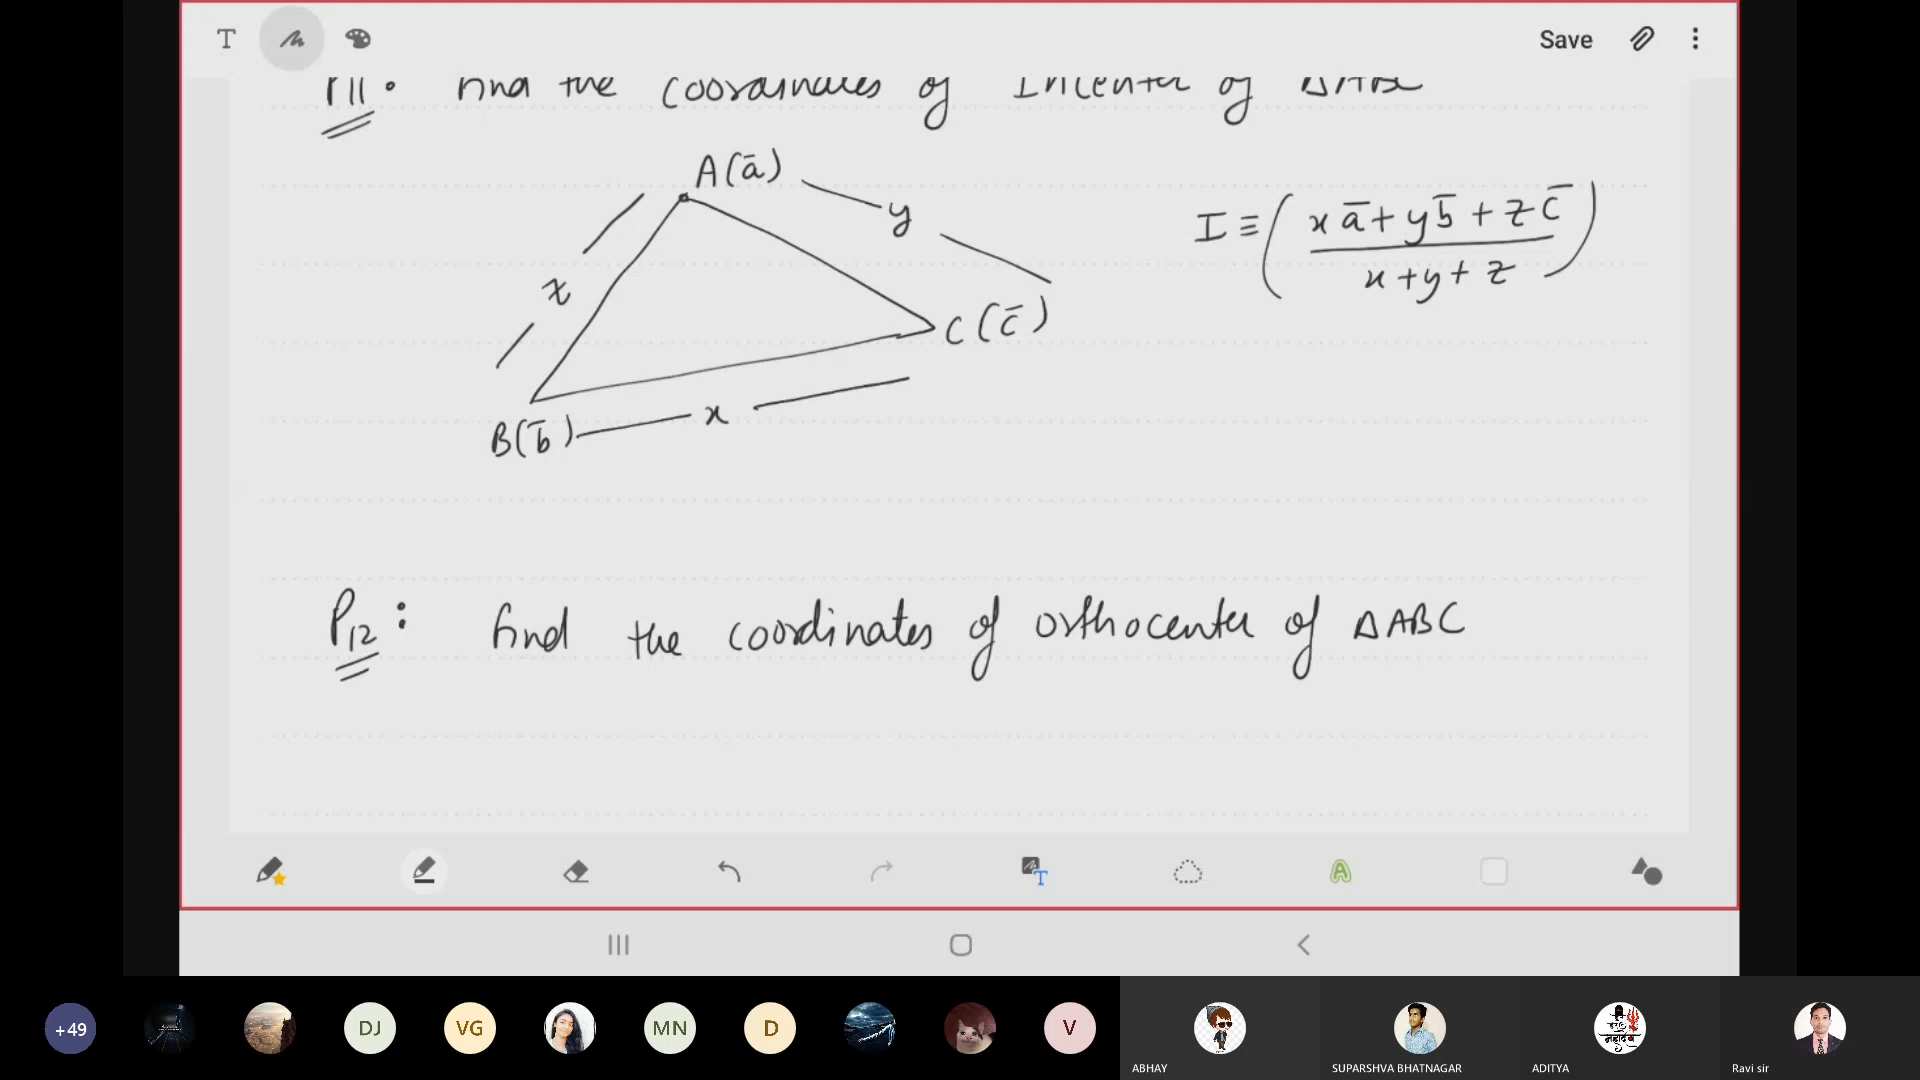 T Save
P11: Find the coordinates of Incenter of ΔABC
A(a̅)
y
I ≡ ( xa̅ + yb̅ + zc̅ / x+y+z )
z
C(c̅)
B(b̅) x
P12: find the coordinates of orthocenter of ΔABC
T A
+49 DJ VG MN D V
ABHAY SUPARSHVA BHATNAGAR ADITYA Ravi sir